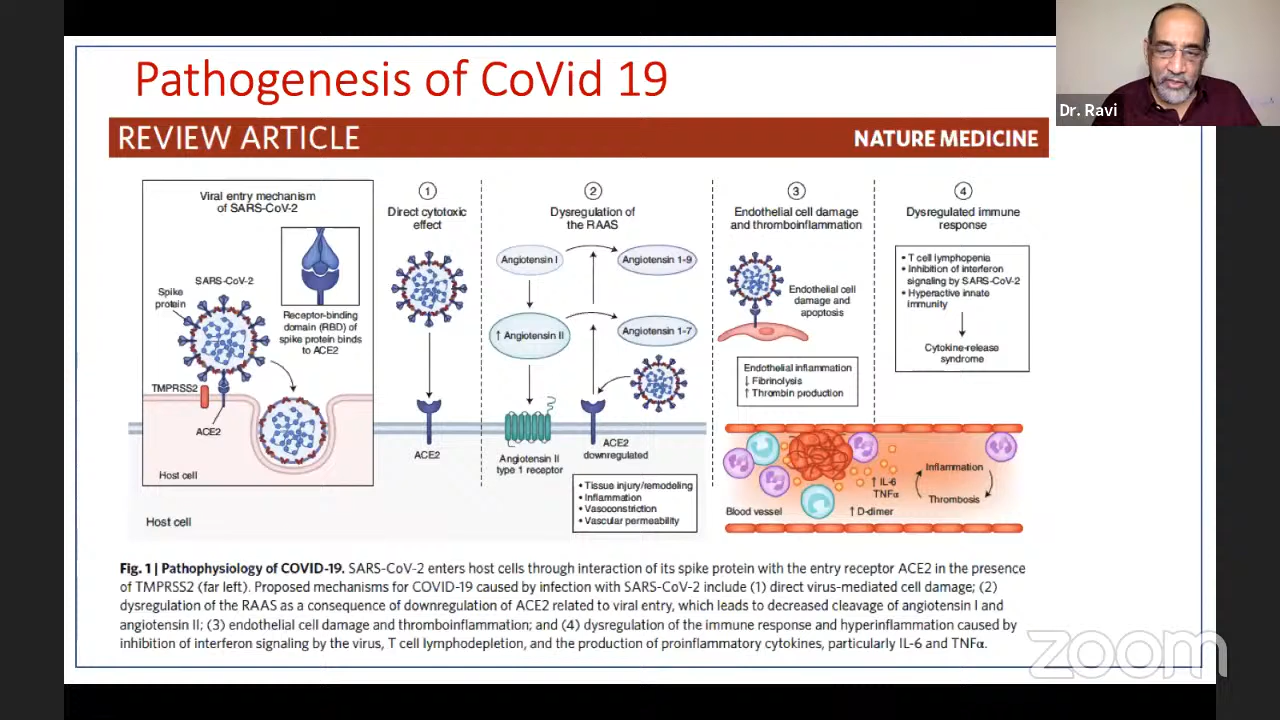 Pathogenesis of CoVid 19
Dr. Ravi
REVIEW ARTICLE
NATURE MEDICINE
Viral entry mechanism
of SARS-CoV-2
SARS-CoV-2
Spike
protein
Receptor-binding
domain (RBD) of
spike protein binds
to ACE2
TMPRSS2
ACE2
Host cell
Host cell
1
Direct cytotoxic
effect
ACE2
2
Dysregulation of
the RAAS
Angiotensin I
Angiotensin 1-9
↑ Angiotensin II
Angiotensin 1-7
Angiotensin II
type 1 receptor
ACE2
downregulated
• Tissue injury/remodeling
• Inflammation
• Vasoconstriction
• Vascular permeability
3
Endothelial cell damage
and thromboinflammation
Endothelial cell
damage and
apoptosis
Endothelial inflammation
↓ Fibrinolysis
↑ Thrombin production
4
Dysregulated immune
response
• T cell lymphopenia
• Inhibition of interferon
signaling by SARS-CoV-2
• Hyperactive innate
immunity
Cytokine-release
syndrome
Blood vessel
↑ IL-6
TNFα
↑ D-dimer
Inflammation
Thrombosis
Fig. 1 | Pathophysiology of COVID-19. SARS-CoV-2 enters host cells through interaction of its spike protein with the entry receptor ACE2 in the presence
of TMPRSS2 (far left). Proposed mechanisms for COVID-19 caused by infection with SARS-CoV-2 include (1) direct virus-mediated cell damage; (2)
dysregulation of the RAAS as a consequence of downregulation of ACE2 related to viral entry, which leads to decreased cleavage of angiotensin I and
angiotensin II; (3) endothelial cell damage and thromboinflammation; and (4) dysregulation of the immune response and hyperinflammation caused by
inhibition of interferon signaling by the virus, T cell lymphodepletion, and the production of proinflammatory cytokines, particularly IL-6 and TNFα.
zoom